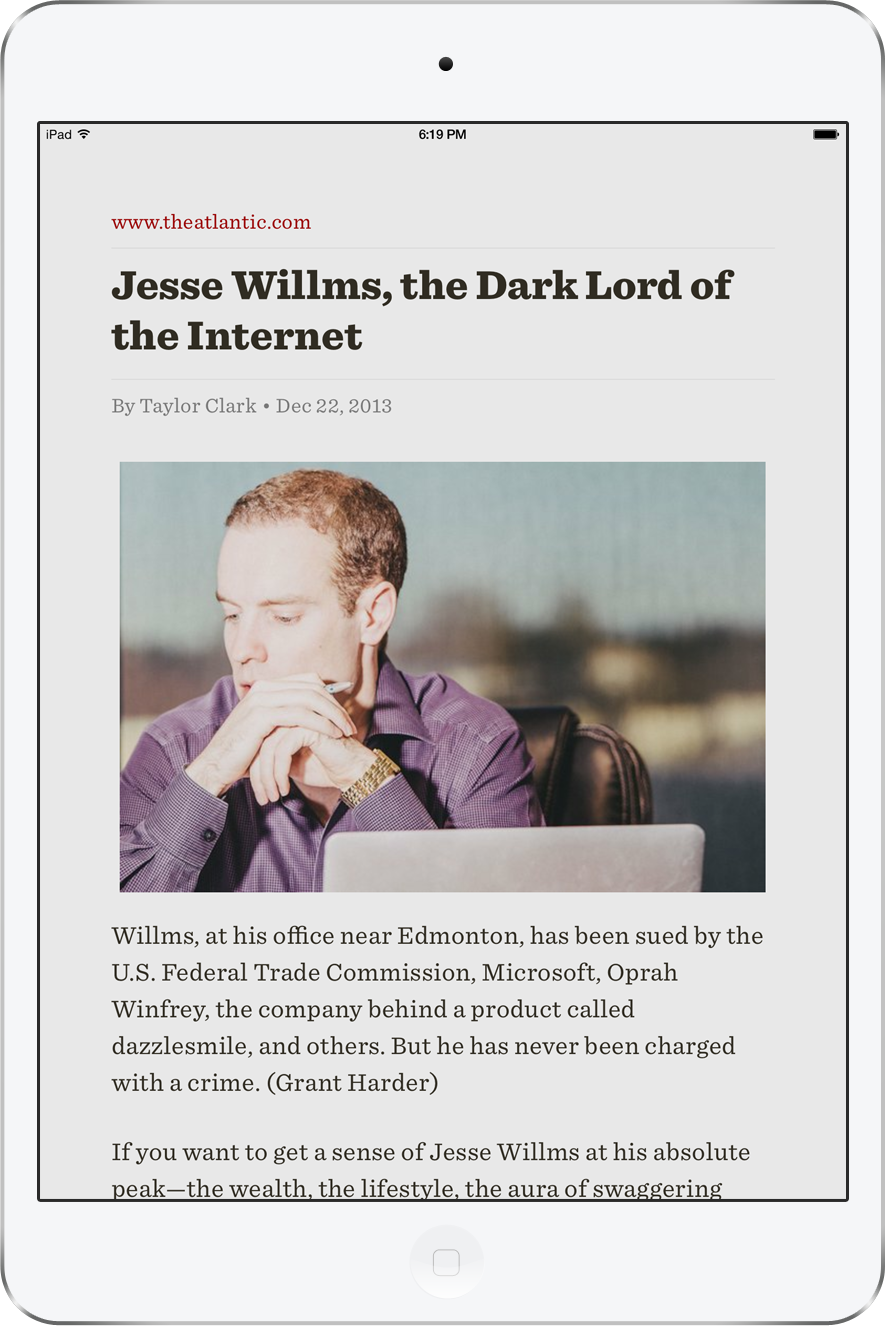 iPad
6:19 PM
www.theatlantic.com
Jesse Willms, the Dark Lord of
the Internet
By Taylor Clark • Dec 22, 2013
Willms, at his office near Edmonton, has been sued by the
U.S. Federal Trade Commission, Microsoft, Oprah
Winfrey, the company behind a product called
dazzlesmile, and others. But he has never been charged
with a crime. (Grant Harder)
If you want to get a sense of Jesse Willms at his absolute
peak—the wealth, the lifestyle, the aura of swaggering